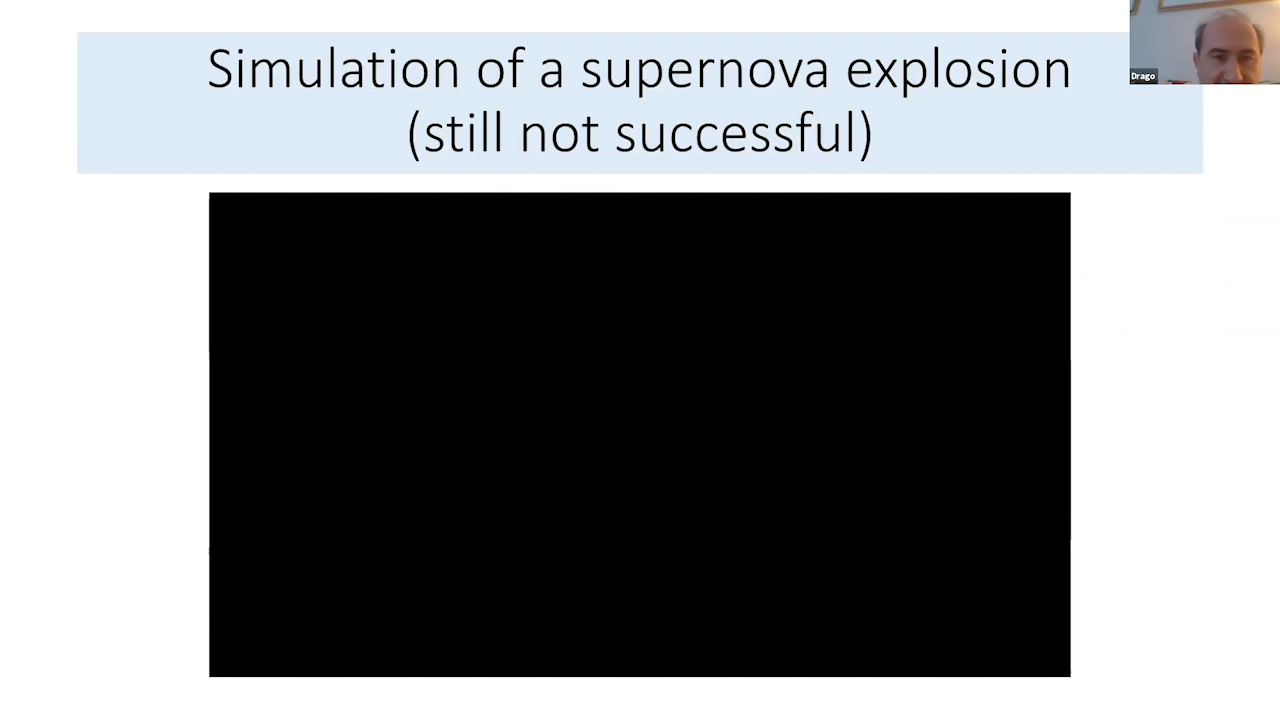 Simulation of a supernova explosion
(still not successful)
Drago